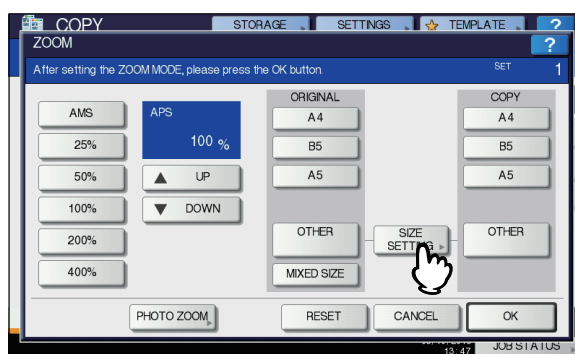 COPY STORAGE SETTINGS TEMPLATE ?
ZOOM ?
After setting the ZOOM MODE, please press the OK button. SET 1
ORIGINAL COPY
AMS APS A4 A4
25% 100 % B5 B5
50% UP A5 A5
100% DOWN
200% OTHER SIZE SETTING OTHER
400% MIXED SIZE
PHOTO ZOOM RESET CANCEL OK
13:47 JOB STATUS